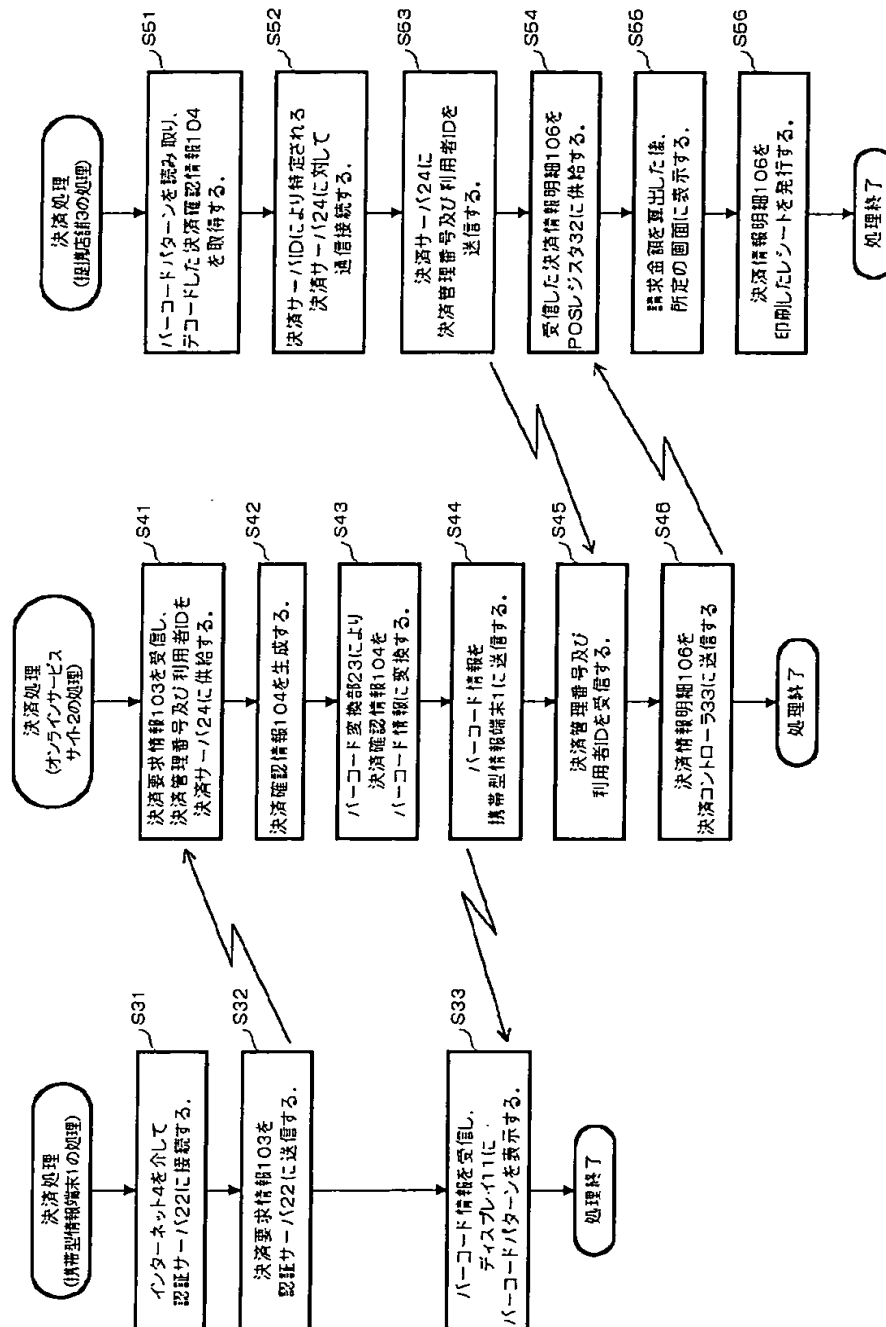 決済処理
(携帯型情報端末1の処理)
S31
インターネット4を介して
認証サーバ22に接続する。
S32
決済要求情報103を
認証サーバ22に送信する。
S33
バーコード情報を受信し、
ディスプレイ11に
バーコードパターンを表示する。
処理終了
決済処理
(オンラインサービス
サイト2の処理)
S41
決済要求情報103を受信し、
決済管理番号及び利用者IDを
決済サーバ24に供給する。
S42
決済確認情報104を生成する。
S43
バーコード変換部23により
決済確認情報104を
バーコード情報に変換する。
S44
バーコード情報を
携帯型情報端末1に送信する。
S45
決済管理番号及び
利用者IDを受信する。
S46
決済情報明細106を
決済コントローラ33に送信する
処理終了
決済処理
(提携店舗3の処理)
S51
バーコードパターンを読み取り、
デコードした決済確認情報104
を取得する。
S52
決済サーバIDにより特定される
決済サーバ24に対して
通信接続する。
S53
決済サーバ24に
決済管理番号及び利用者IDを
送信する。
S54
受信した決済情報明細106を
POSレジスタ32に供給する。
S55
請求金額を算出した後、
所定の画面に表示する。
S56
決済情報明細106を
印刷したレシートを発行する。
処理終了